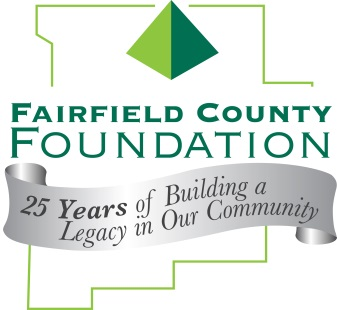 FAIRFIELD COUNTY
FOUNDATION
25 Years of Building a
Legacy in Our Community